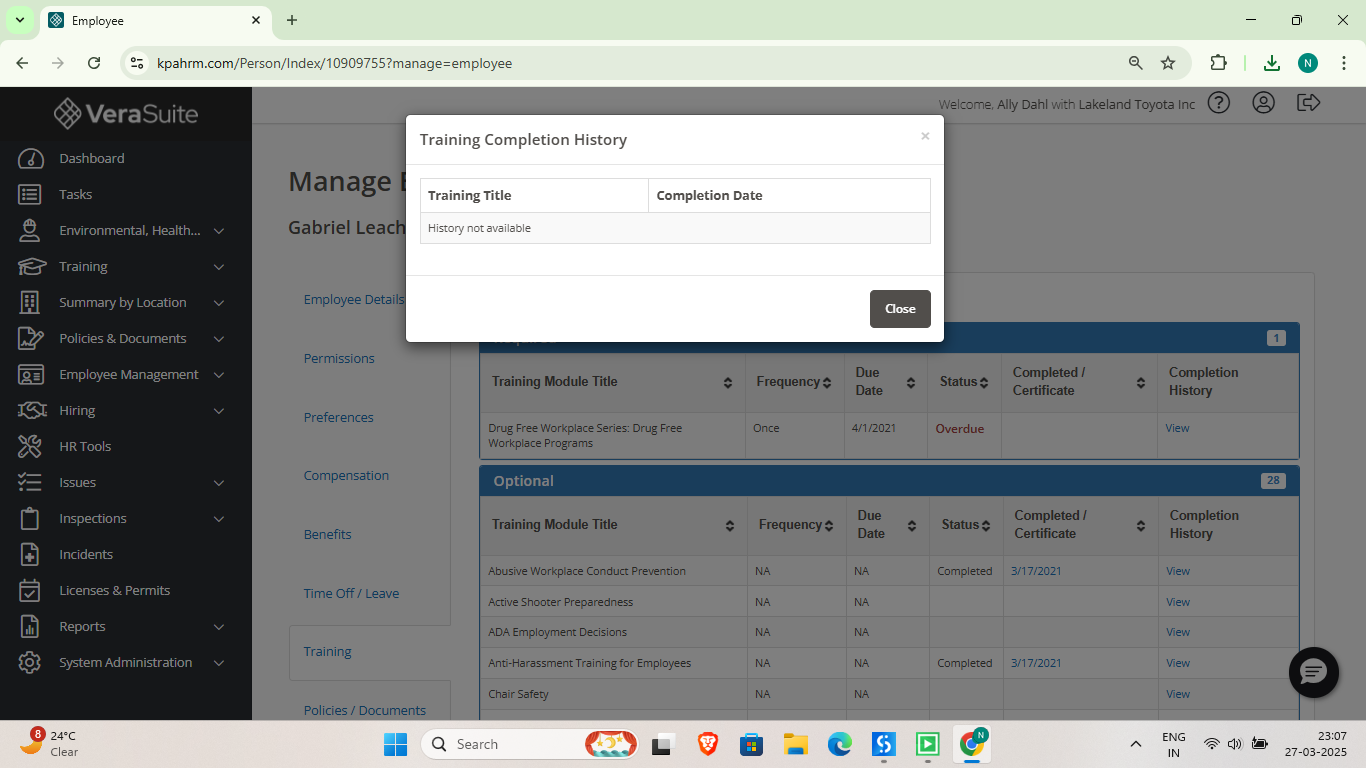 Employee
kpahrm.com/Person/Index/10909755?manage=employee
N
VeraSuite
Welcome, Ally Dahl with Lakeland Toyota Inc
Dashboard
Tasks
Environmental, Health...
Training
Summary by Location
Policies & Documents
Employee Management
Hiring
HR Tools
Issues
Inspections
Incidents
Licenses & Permits
Reports
System Administration
Manage
Gabriel Leach
Employee Details
Permissions
Preferences
Compensation
Benefits
Time Off / Leave
Training
Policies / Documents
Training Completion History
×
Training Title Completion Date
History not available
Close
1
Training Module Title Frequency Due Date Status Completed / Certificate Completion History
Drug Free Workplace Series: Drug Free Once 4/1/2021 Overdue View
Workplace Programs
Optional 28
Training Module Title Frequency Due Date Status Completed / Certificate Completion History
Abusive Workplace Conduct Prevention NA NA Completed 3/17/2021 View
Active Shooter Preparedness NA NA View
ADA Employment Decisions NA NA View
Anti-Harassment Training for Employees NA NA Completed 3/17/2021 View
Chair Safety NA NA View
8
24°C
Clear
Search
N
ENG
IN
23:07
27-03-2025